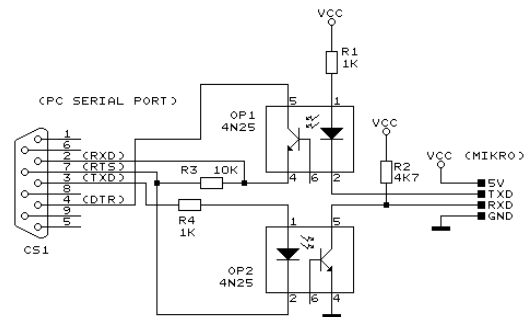 VCC
R1
1K
(PC SERIAL PORT)
OP1
4N25
5
1
4
6
2
VCC
R2
4K7
VCC
(MIKRO)
5V
TXD
RXD
GND
1
6
2
(RXD)
7
(RTS)
3
(TXD)
8
4
(DTR)
9
5
CS1
R3
10K
R4
1K
OP2
4N25
5
2
6
4